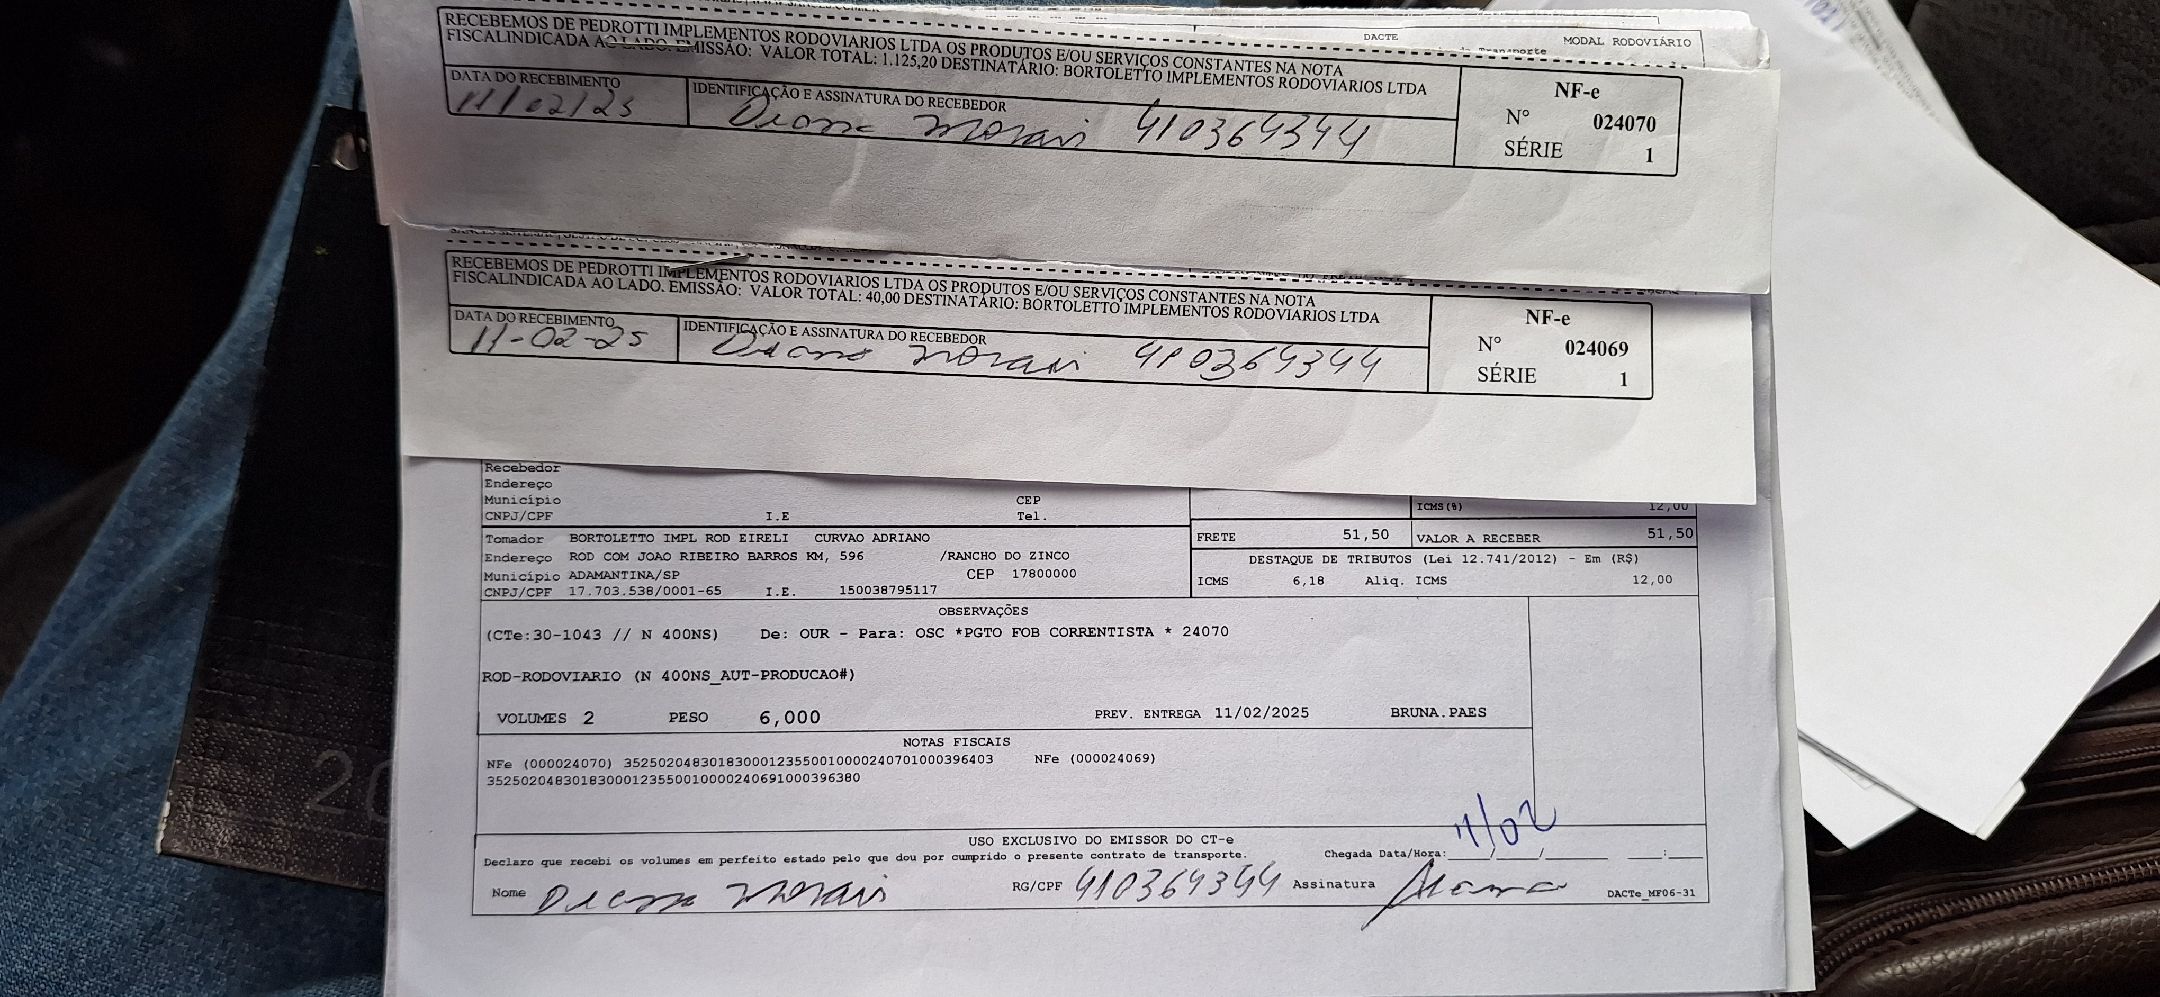 DACTE
MODAL RODOVIÁRIO
RECEBEMOS DE PEDROTTI IMPLEMENTOS RODOVIARIOS LTDA OS PRODUTOS E/OU SERVIÇOS CONSTANTES NA NOTA
FISCALINDICADA AO LADO. EMISSÃO: VALOR TOTAL: 1.125,20 DESTINATÁRIO: BORTOLETTO IMPLEMENTOS RODOVIARIOS LTDA
DATA DO RECEBIMENTO
11/02/25
IDENTIFICAÇÃO E ASSINATURA DO RECEBEDOR
Morais 410364344
NF-e
Nº 024070
SÉRIE 1
RECEBEMOS DE PEDROTTI IMPLEMENTOS RODOVIARIOS LTDA OS PRODUTOS E/OU SERVIÇOS CONSTANTES NA NOTA
FISCALINDICADA AO LADO. EMISSÃO: VALOR TOTAL: 40,00 DESTINATÁRIO: BORTOLETTO IMPLEMENTOS RODOVIARIOS LTDA
DATA DO RECEBIMENTO
11-02-25
IDENTIFICAÇÃO E ASSINATURA DO RECEBEDOR
Morais 410364344
NF-e
Nº 024069
SÉRIE 1
Recebedor
Endereço
Município CEP
CNPJ/CPF I.E Tel.
ICMS(%) 12,00
Tomador BORTOLETTO IMPL ROD EIRELI CURVAO ADRIANO
Endereço ROD COM JOAO RIBEIRO BARROS KM, 596 /RANCHO DO ZINCO
Município ADAMANTINA/SP CEP 17800000
CNPJ/CPF 17.703.538/0001-65 I.E. 150038795117
FRETE 51,50 VALOR A RECEBER 51,50
DESTAQUE DE TRIBUTOS (Lei 12.741/2012) - Em (R$)
ICMS 6,18 Aliq. ICMS 12,00
OBSERVAÇÕES
(CTe:30-1043 // N 400NS) De: OUR - Para: OSC *PGTO FOB CORRENTISTA * 24070
ROD-RODOVIARIO (N 400NS_AUT-PRODUCAO#)
VOLUMES 2 PESO 6,000 PREV. ENTREGA 11/02/2025 BRUNA.PAES
NOTAS FISCAIS
NFe (000024070) 35250204830183000123550010000240701000396403 NFe (000024069)
35250204830183000123550010000240691000396380
USO EXCLUSIVO DO EMISSOR DO CT-e
Declaro que recebi os volumes em perfeito estado pelo que dou por cumprido o presente contrato de transporte. Chegada Data/Hora:___/___/______ ___:___
11/02
Nome Morais RG/CPF 410364344 Assinatura DACTe_MF06-31